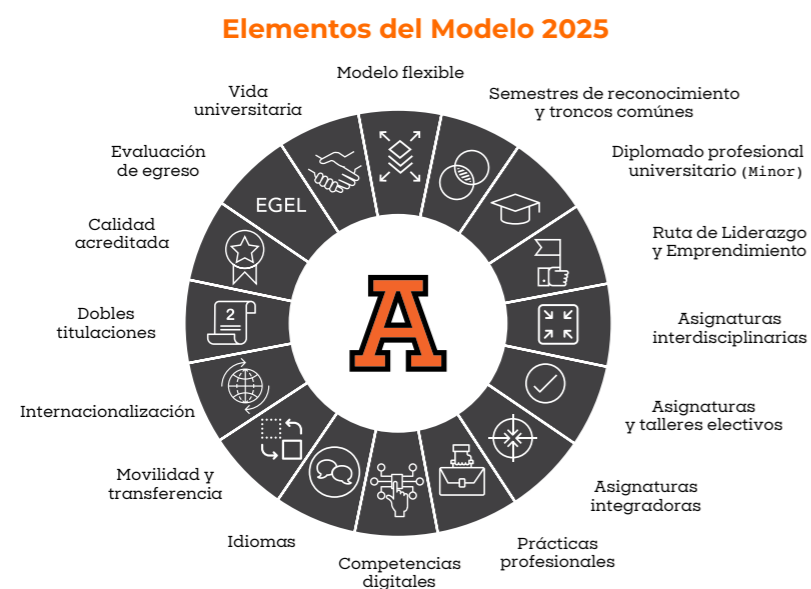 Elementos del Modelo 2025
Modelo flexible
Semestres de reconocimiento
y troncos comúnes
Diplomado profesional
universitario (Minor)
Ruta de Liderazgo
y Emprendimiento
Asignaturas
interdisciplinarias
Asignaturas
y talleres electivos
Asignaturas
integradoras
Prácticas
profesionales
Competencias
digitales
Idiomas
Movilidad y
transferencia
Internacionalización
Dobles
titulaciones
Calidad
acreditada
Evaluación
de egreso
Vida
universitaria
EGEL
2
A